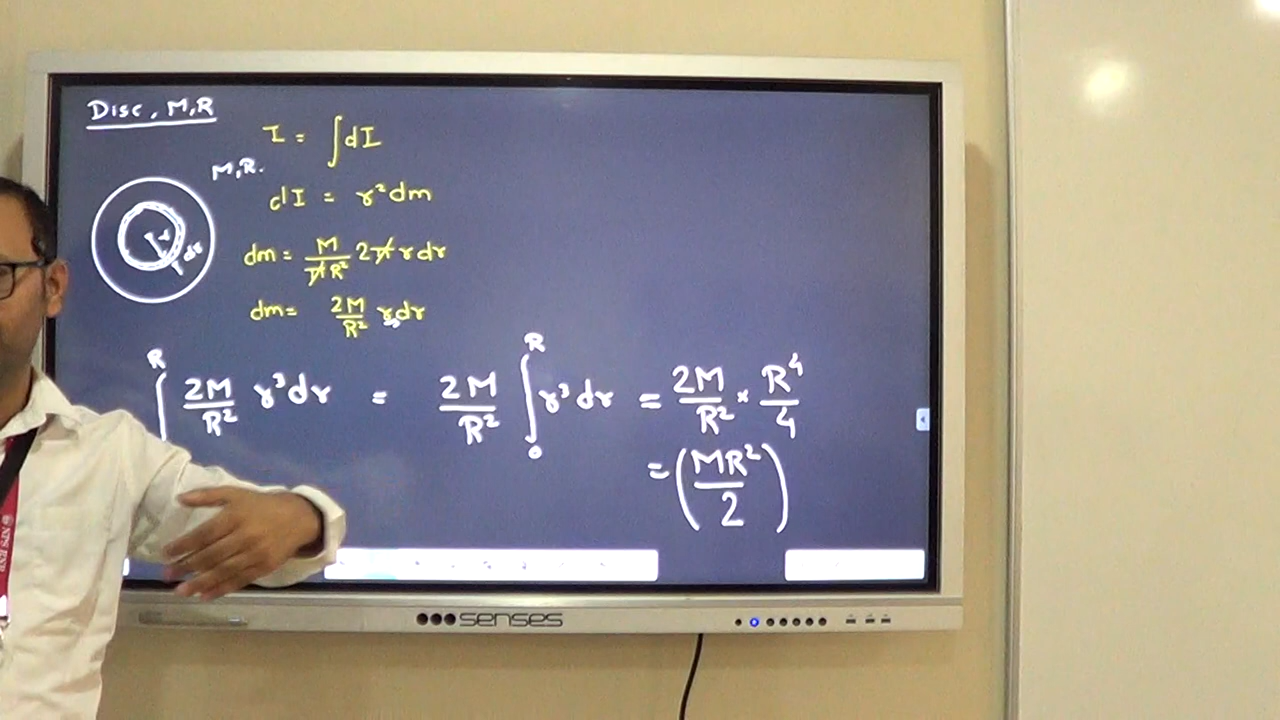 Disc, M,R
I = ∫dI
M,R.
dI = r²dm
r
dr
dm = M/πR² 2πrdr
dm = 2M/R² rdr
∫^R 2M/R² r³dr = 2M/R² ∫₀^R r³dr = 2M/R² × R⁴/4
= (MR²/2)
senses